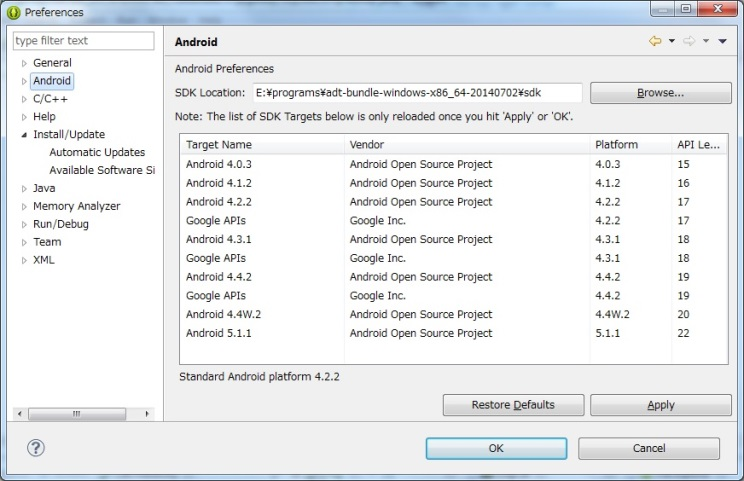 Preferences
type filter text
General
Android
C/C++
Help
Install/Update
Automatic Updates
Available Software Si
Java
Memory Analyzer
Run/Debug
Team
XML
Android
Android Preferences
SDK Location: E:¥programs¥adt-bundle-windows-x86_64-20140702¥sdk Browse...
Note: The list of SDK Targets below is only reloaded once you hit 'Apply' or 'OK'.
Target Name Vendor Platform API Le...
Android 4.0.3 Android Open Source Project 4.0.3 15
Android 4.1.2 Android Open Source Project 4.1.2 16
Android 4.2.2 Android Open Source Project 4.2.2 17
Google APIs Google Inc. 4.2.2 17
Android 4.3.1 Android Open Source Project 4.3.1 18
Google APIs Google Inc. 4.3.1 18
Android 4.4.2 Android Open Source Project 4.4.2 19
Google APIs Google Inc. 4.4.2 19
Android 4.4W.2 Android Open Source Project 4.4W.2 20
Android 5.1.1 Android Open Source Project 5.1.1 22
Standard Android platform 4.2.2
Restore Defaults Apply
? OK Cancel